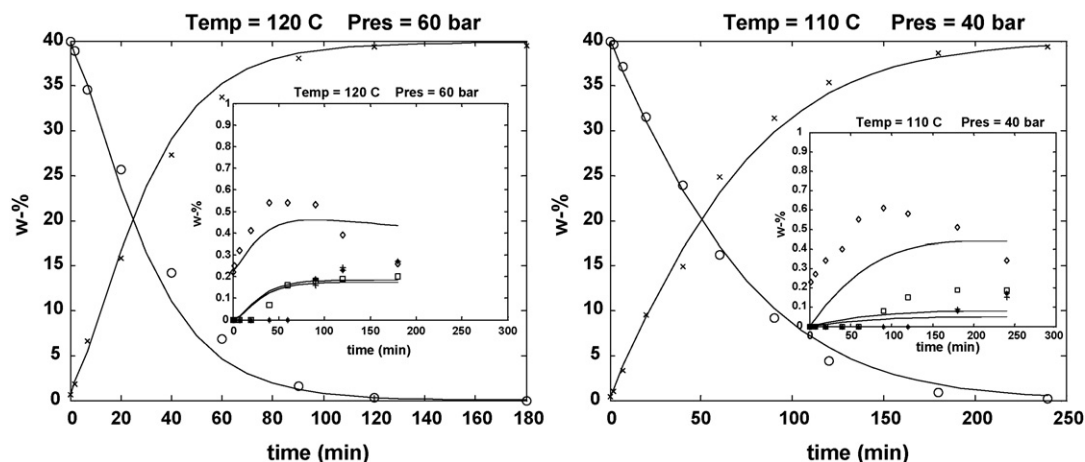 Temp = 120 C Pres = 60 bar
40
35
30
25
20
15
10
5
0
w-%
0 20 40 60 80 100 120 140 160 180
time (min)
Temp = 120 C Pres = 60 bar
1
0.9
0.8
0.7
0.6
0.5
0.4
0.3
0.2
0.1
0
w-%
0 50 100 150 200 250 300
time (min)
Temp = 110 C Pres = 40 bar
40
35
30
25
20
15
10
5
0
w-%
0 50 100 150 200 250
time (min)
Temp = 110 C Pres = 40 bar
1
0.9
0.8
0.7
0.6
0.5
0.4
0.3
0.2
0.1
0
w-%
0 50 100 150 200 250 300
time (min)